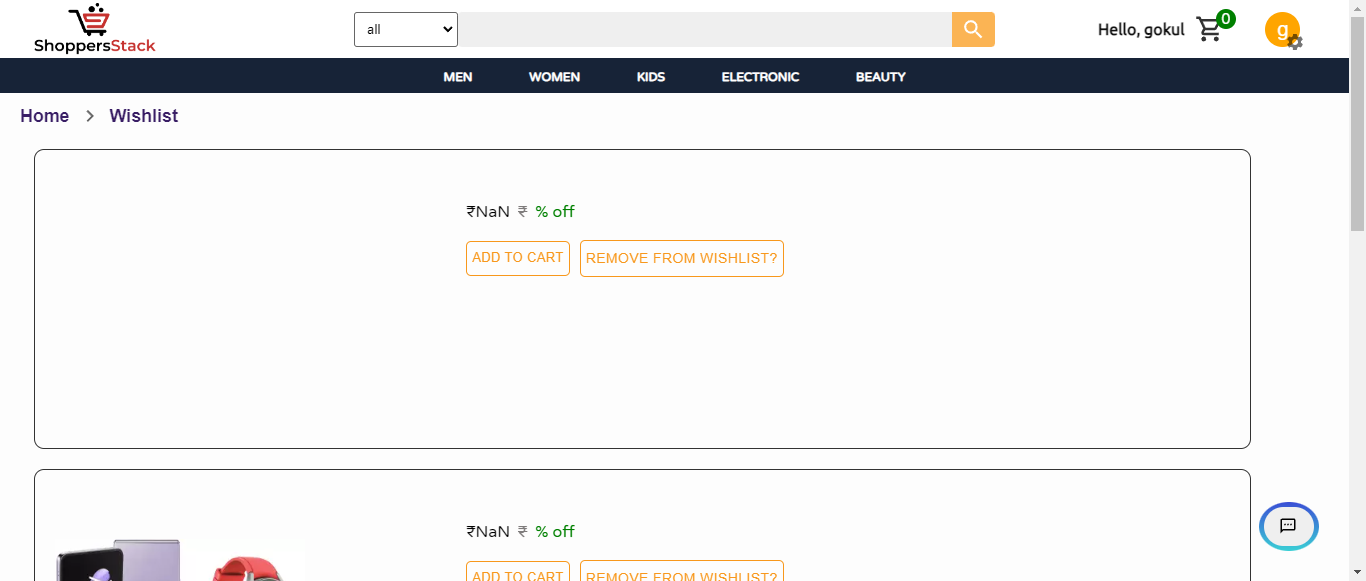 ShoppersStack
all
Hello, gokul
0
g
MEN WOMEN KIDS ELECTRONIC BEAUTY
Home > Wishlist
₹NaN ₹ % off
ADD TO CART REMOVE FROM WISHLIST?
₹NaN ₹ % off
ADD TO CART REMOVE FROM WISHLIST?